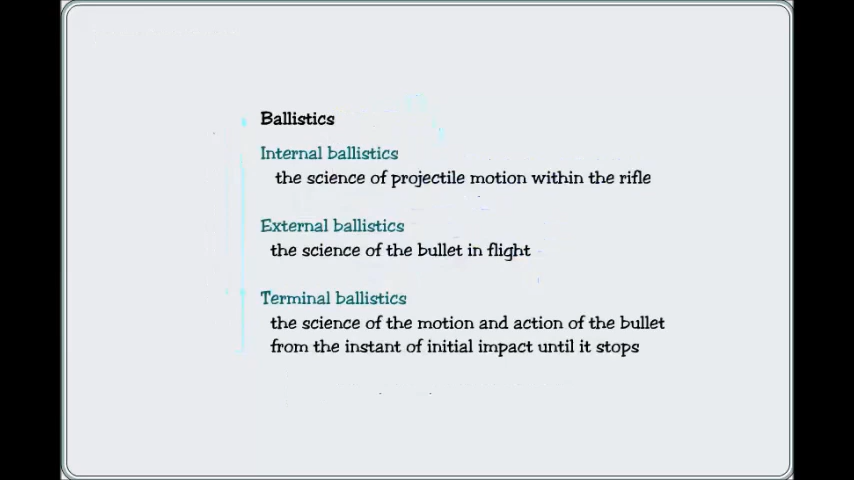 Ballistics
Internal ballistics
the science of projectile motion within the rifle
External ballistics
the science of the bullet in flight
Terminal ballistics
the science of the motion and action of the bullet
from the instant of initial impact until it stops